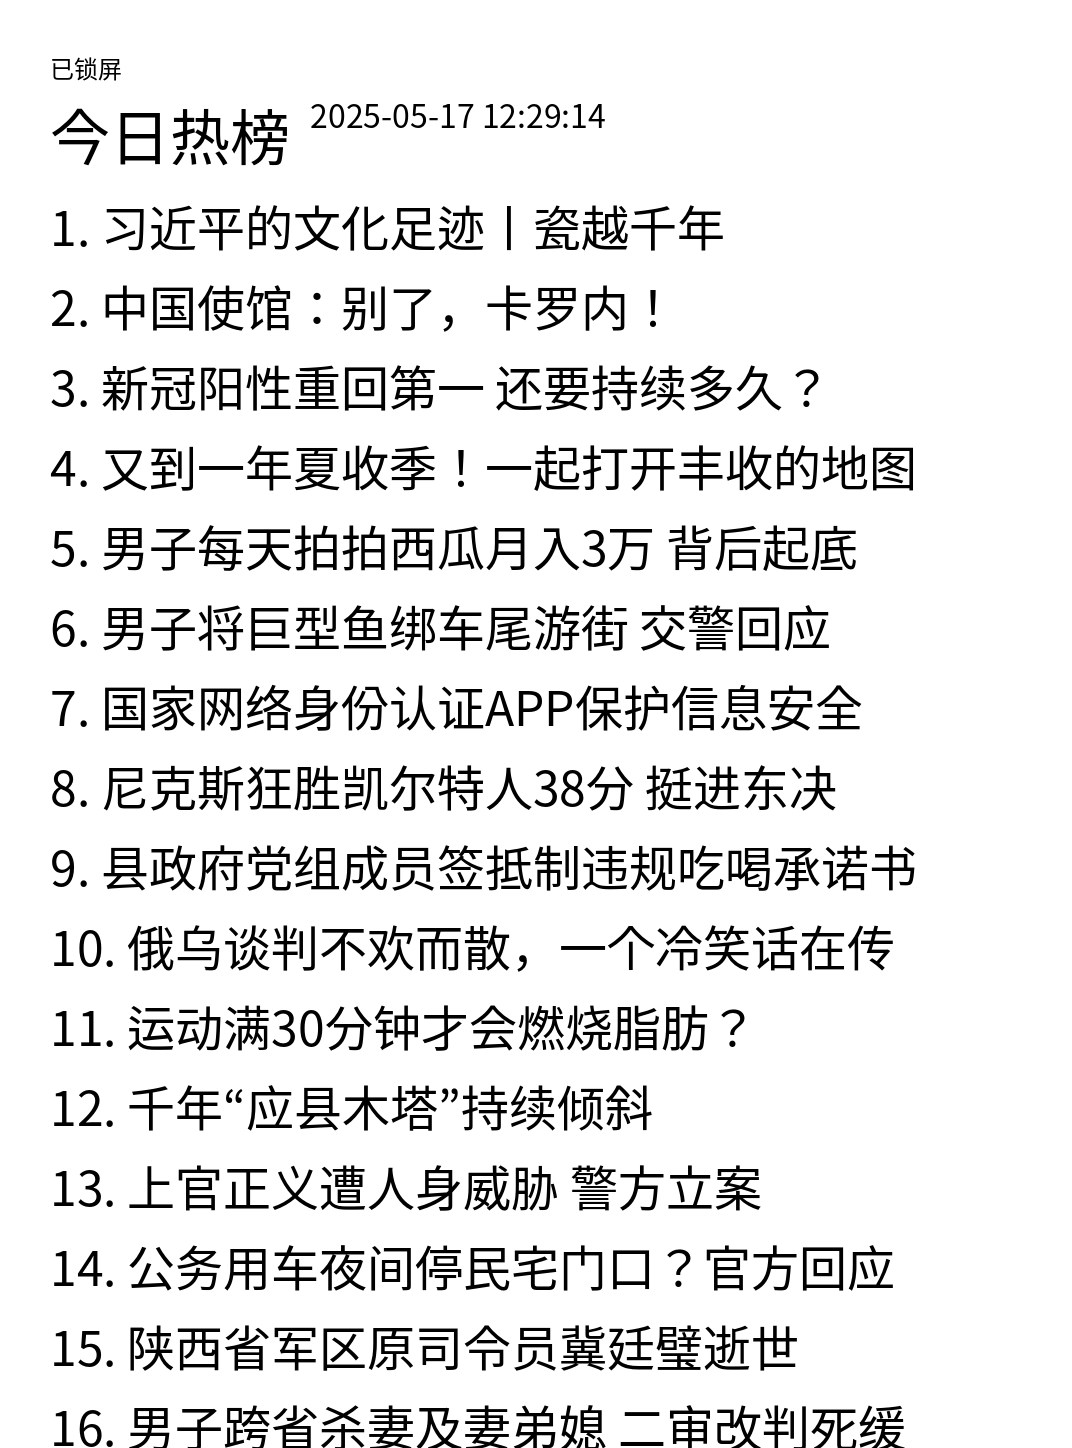 已锁屏
今日热榜 2025-05-17 12:29:14
1. 习近平的文化足迹丨瓷越千年
2. 中国使馆：别了，卡罗内！
3. 新冠阳性重回第一 还要持续多久？
4. 又到一年夏收季！一起打开丰收的地图
5. 男子每天拍拍西瓜月入3万 背后起底
6. 男子将巨型鱼绑车尾游街 交警回应
7. 国家网络身份认证APP保护信息安全
8. 尼克斯狂胜凯尔特人38分 挺进东决
9. 县政府党组成员签抵制违规吃喝承诺书
10. 俄乌谈判不欢而散，一个冷笑话在传
11. 运动满30分钟才会燃烧脂肪？
12. 千年“应县木塔”持续倾斜
13. 上官正义遭人身威胁 警方立案
14. 公务用车夜间停民宅门口？官方回应
15. 陕西省军区原司令员冀廷璧逝世
16. 男子跨省杀妻及妻弟媳 二审改判死缓